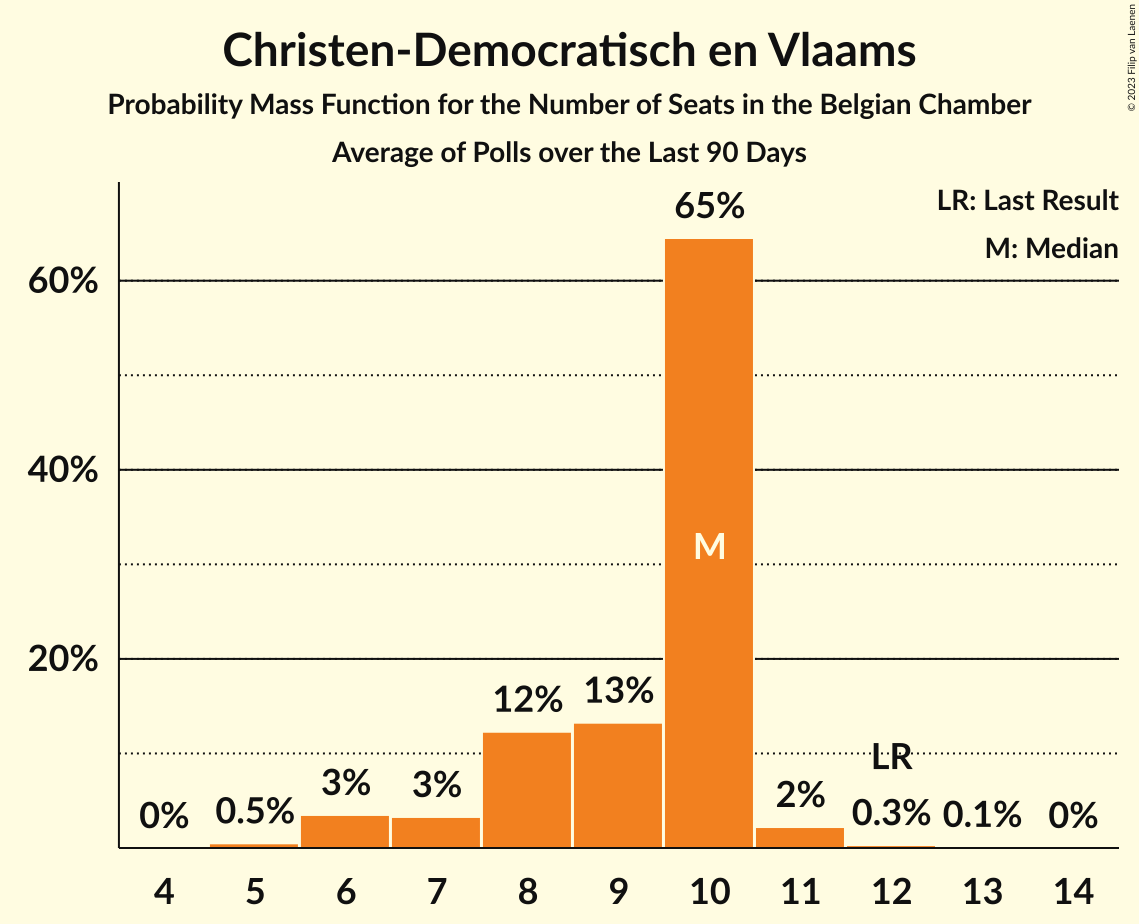 Christen-Democratisch en Vlaams
Probability Mass Function for the Number of Seats in the Belgian Chamber
Average of Polls over the Last 90 Days
© 2023 Filip van Laenen
LR: Last Result
M: Median
65%
60%
40%
M
20%
12%
13%
LR
0%
0.5%
3%
3%
2%
0.3%
0.1%
0%
4 5 6 7 8 9 10 11 12 13 14